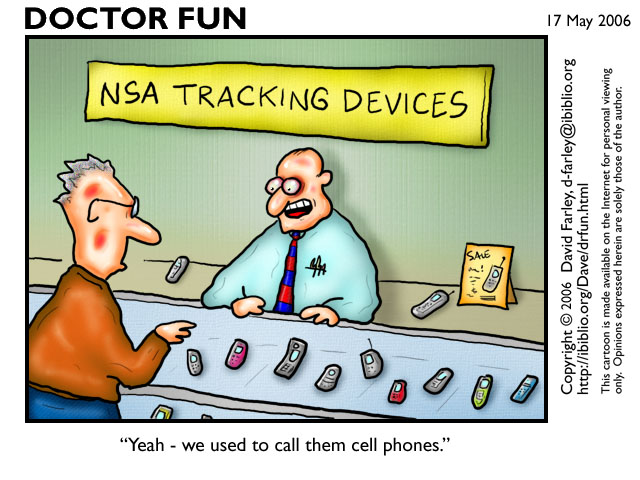 DOCTOR FUN
17 May 2006
NSA TRACKING DEVICES
SALE
“Yeah - we used to call them cell phones.”
Copyright © 2006 David Farley, d-farley@ibiblio.org
http://ibiblio.org/Dave/drfun.html
This cartoon is made available on the Internet for personal viewing
only. Opinions expressed herein are solely those of the author.